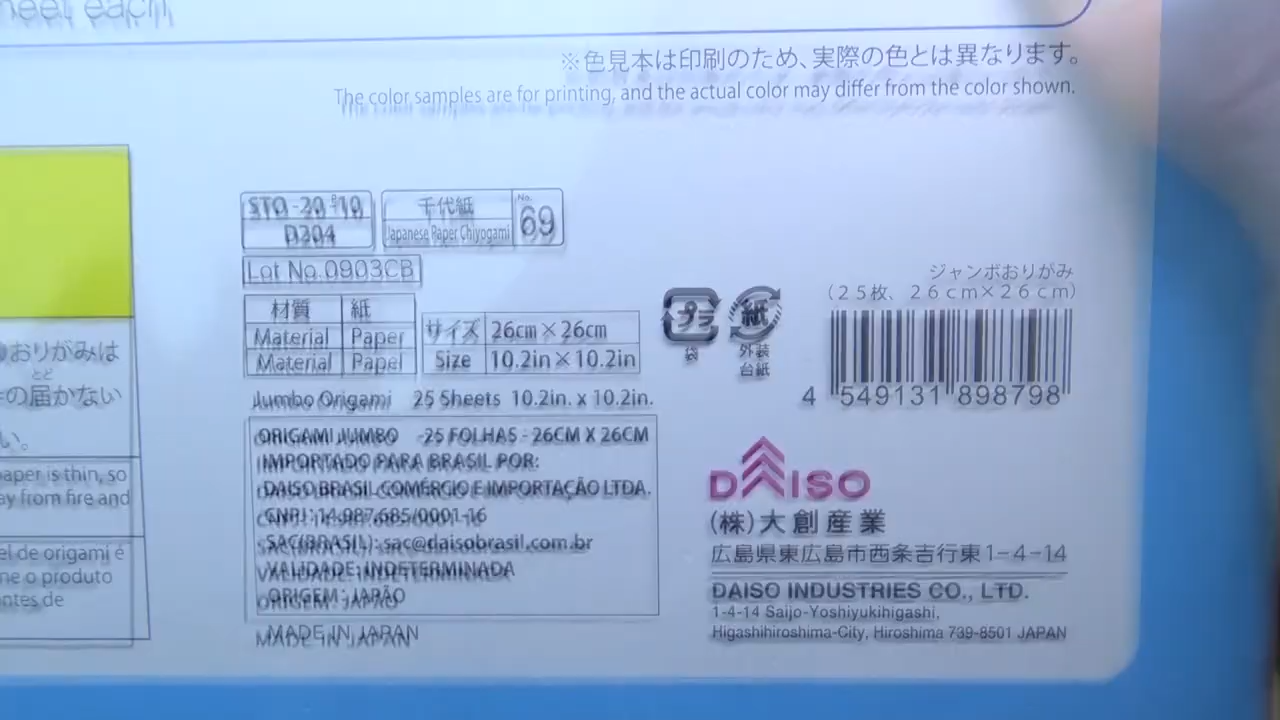 ※色見本は印刷のため、実際の色とは異なります。
The color samples are for printing, and the actual color may differ from the color shown.
D304
千代紙
Japanese Paper Chiyogami
No. 69
Lot No.0903CB
材質 紙
Material Paper
サイズ 26cm×26cm
Size 10.2in×10.2in
Jumbo Origami 25 Sheets 10.2in. x 10.2in.
ORIGAMI JUMBO -25 FOLHAS - 26CM X 26CM
IMPORTADO PARA BRASIL POR:
DAISO BRASIL COMÉRCIO E IMPORTAÇÃO LTDA.
CNPJ: 14.987.685/0001-16
SAC(BRASIL): sac@daisobrasil.com.br
VALIDADE: INDETERMINADA
ORIGEM: JAPÃO
MADE IN JAPAN
プラ
袋
紙
外装
台紙
ジャンボおりがみ
(25枚、26cm×26cm)
4 549131 898798
DAISO
(株)大創産業
広島県東広島市西条吉行東1-4-14
DAISO INDUSTRIES CO., LTD.
1-4-14 Saijo-Yoshiyukihigashi,
Higashihiroshima-City, Hiroshima 739-8501 JAPAN
おりがみは
の届かない
い。
paper is thin, so
ay from fire and
el de origami é
ne o produto
ntes de